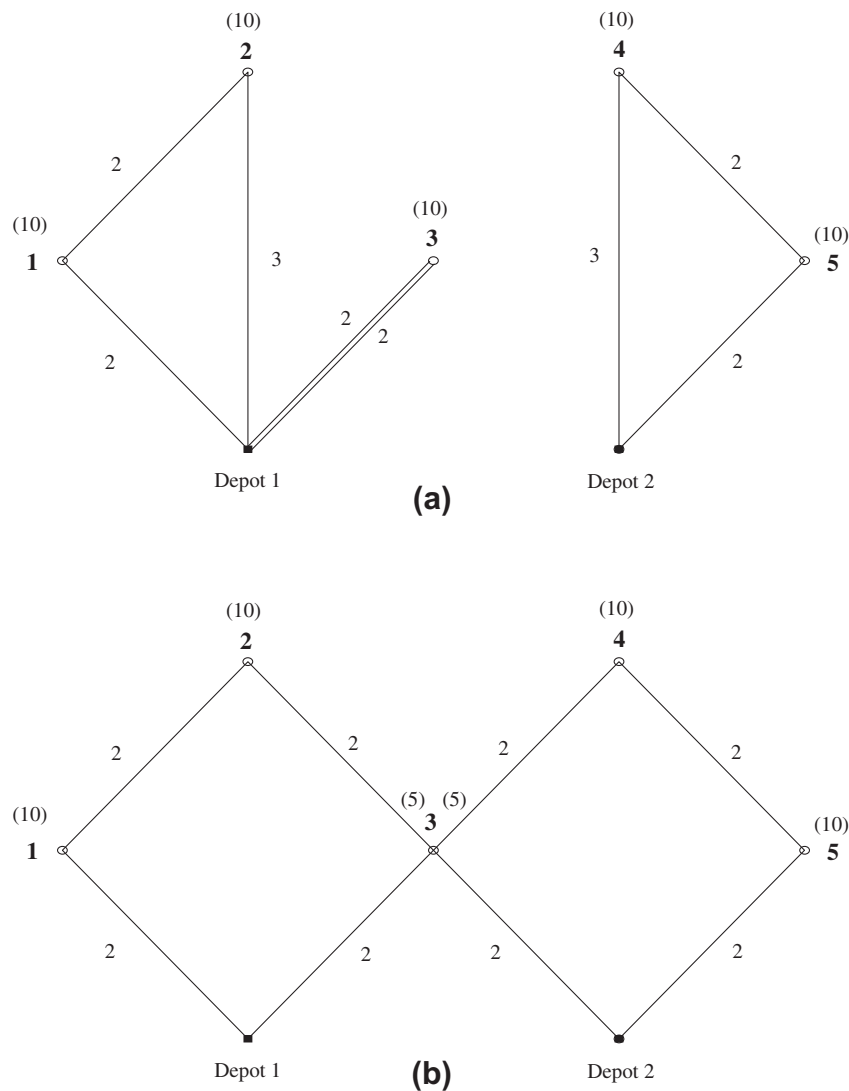 (10) (10)
2 4
2 2
(10) (10) (10)
1 3 5
3 3
2 2
2 2 2
Depot 1 Depot 2
(a)
(10) (10)
2 4
2 2 2 2
(10) (5) (5) (10)
1 3 5
2 2 2 2
Depot 1 Depot 2
(b)